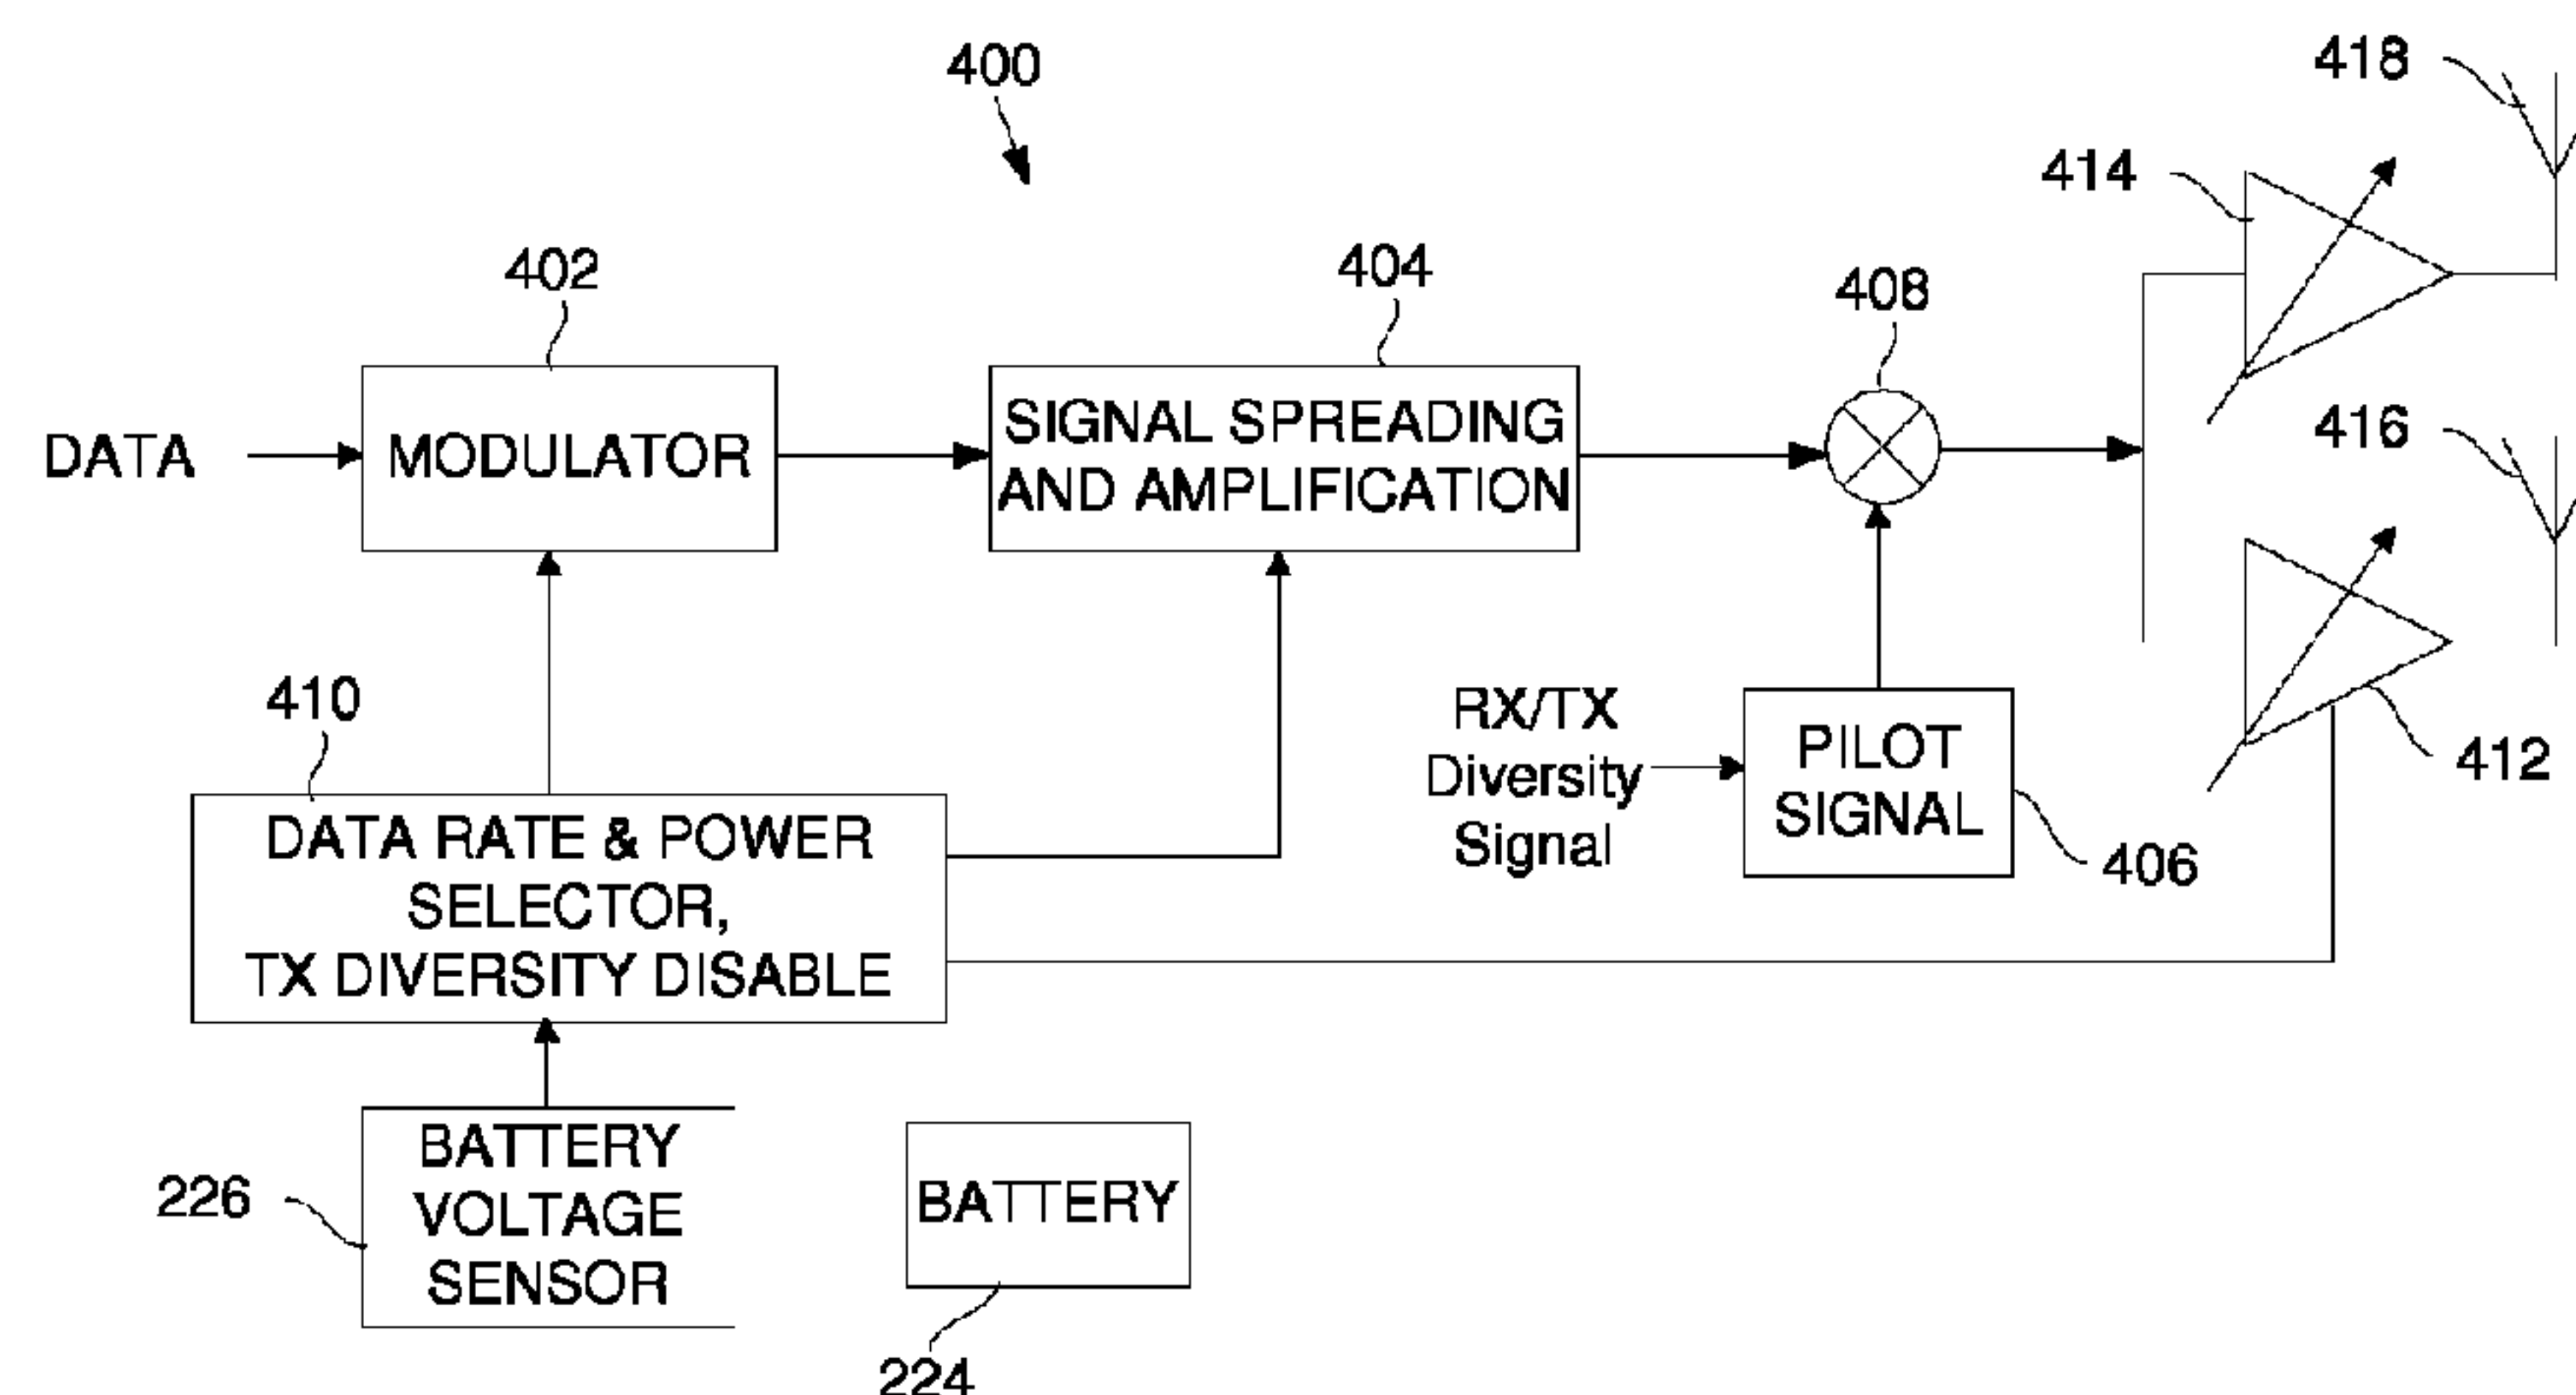 400
418
414
402
404
408
416
DATA
MODULATOR
SIGNAL SPREADING
AND AMPLIFICATION
410
RX/TX
Diversity
Signal
PILOT
SIGNAL
412
406
DATA RATE & POWER
SELECTOR,
TX DIVERSITY DISABLE
226
BATTERY
VOLTAGE
SENSOR
BATTERY
224